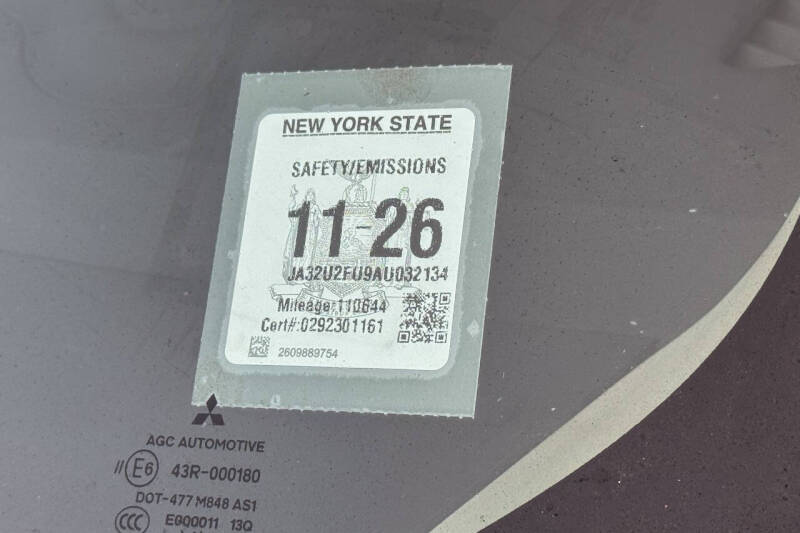 NEW YORK STATE
SAFETY/EMISSIONS
11-26
JA32U2FU9AU032134
Mileage:110644
Cert#:0292301161
2609889754
AGC AUTOMOTIVE
//E6 43R-000180
DOT-477 M848 AS1
CCC E000011 13Q